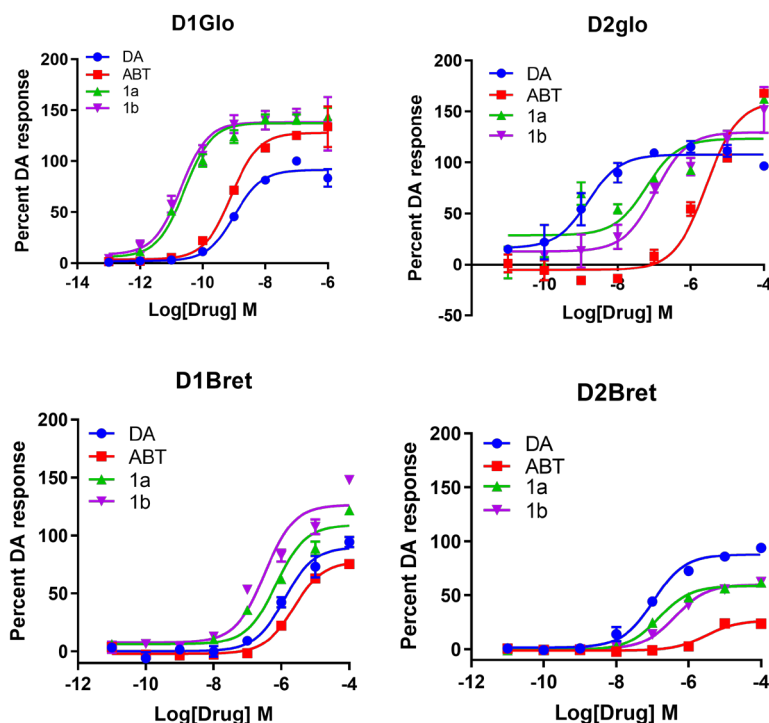 D1Glo
DA
ABT
1a
1b
Percent DA response
200
150
100
50
0
-14
-12
-10
-8
-6
Log[Drug] M
D2glo
DA
ABT
1a
1b
Percent DA response
200
150
100
50
0
-50
-10
-8
-6
-4
Log[Drug] M
D1Bret
DA
ABT
1a
1b
Percent DA response
200
150
100
50
0
-12
-10
-8
-6
-4
Log[Drug] M
D2Bret
DA
ABT
1a
1b
Percent DA response
200
150
100
50
0
-12
-10
-8
-6
-4
Log[Drug] M